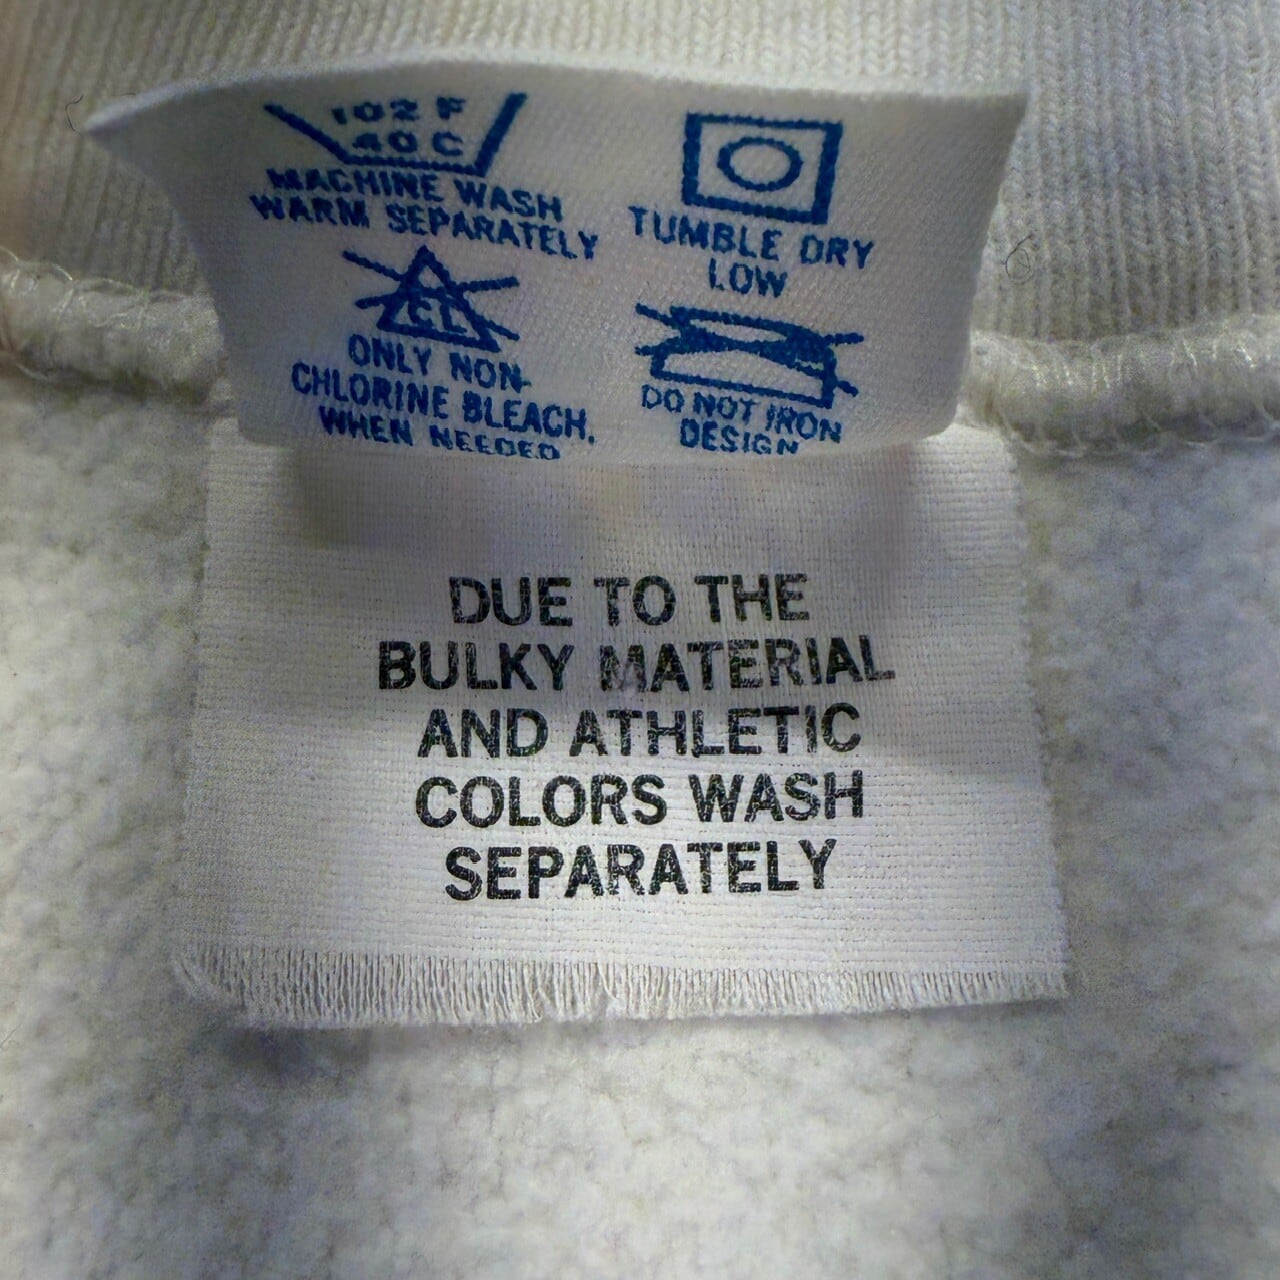 102 F
40 C
MACHINE WASH
WARM SEPARATELY
TUMBLE DRY
LOW
CL
ONLY NON-
CHLORINE BLEACH.
WHEN NEEDED
DO NOT IRON
DESIGN
DUE TO THE
BULKY MATERIAL
AND ATHLETIC
COLORS WASH
SEPARATELY